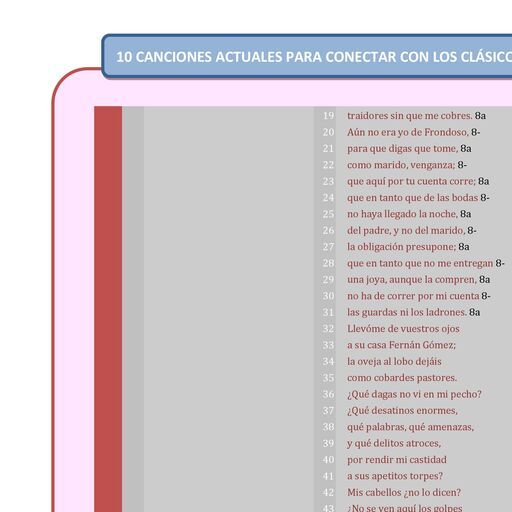 10 CANCIONES ACTUALES PARA CONECTAR CON LOS CLÁSICO
19 traidores sin que me cobres. 8a
20 Aún no era yo de Frondoso, 8-
21 para que digas que tome, 8a
22 como marido, venganza; 8-
23 que aquí por tu cuenta corre; 8a
24 que en tanto que de las bodas 8-
25 no haya llegado la noche, 8a
26 del padre, y no del marido, 8-
27 la obligación presupone; 8a
28 que en tanto que no me entregan 8-
29 una joya, aunque la compren, 8a
30 no ha de correr por mi cuenta 8-
31 las guardas ni los ladrones. 8a
32 Llevóme de vuestros ojos
33 a su casa Fernán Gómez;
34 la oveja al lobo dejáis
35 como cobardes pastores.
36 ¿Qué dagas no vi en mi pecho?
37 ¿Qué desatinos enormes,
38 qué palabras, qué amenazas,
39 y qué delitos atroces,
40 por rendir mi castidad
41 a sus apetitos torpes?
42 Mis cabellos ¿no lo dicen?
43 ¿No se ven aquí los golpes